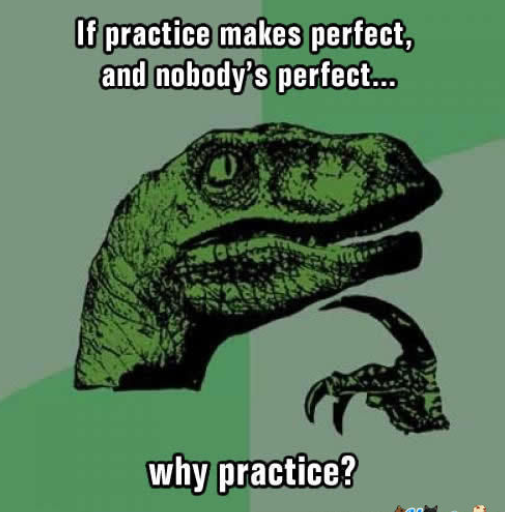 If practice makes perfect,
and nobody's perfect...
why practice?